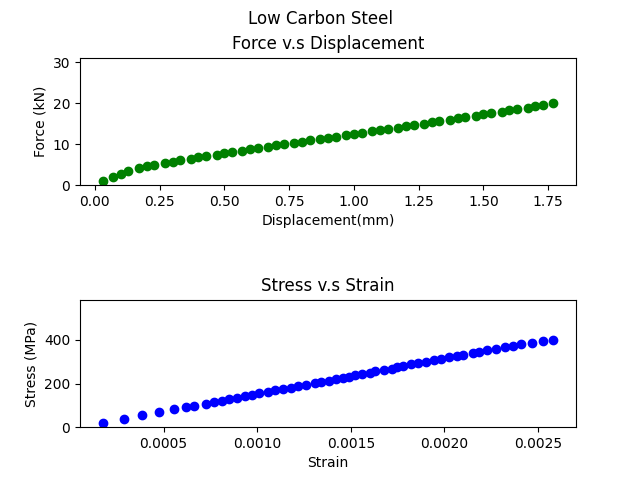 Low Carbon Steel
Force v.s Displacement
30
20
10
0
Force (kN)
0.00 0.25 0.50 0.75 1.00 1.25 1.50 1.75
Displacement(mm)
Stress v.s Strain
400
200
0
Stress (MPa)
0.0005 0.0010 0.0015 0.0020 0.0025
Strain